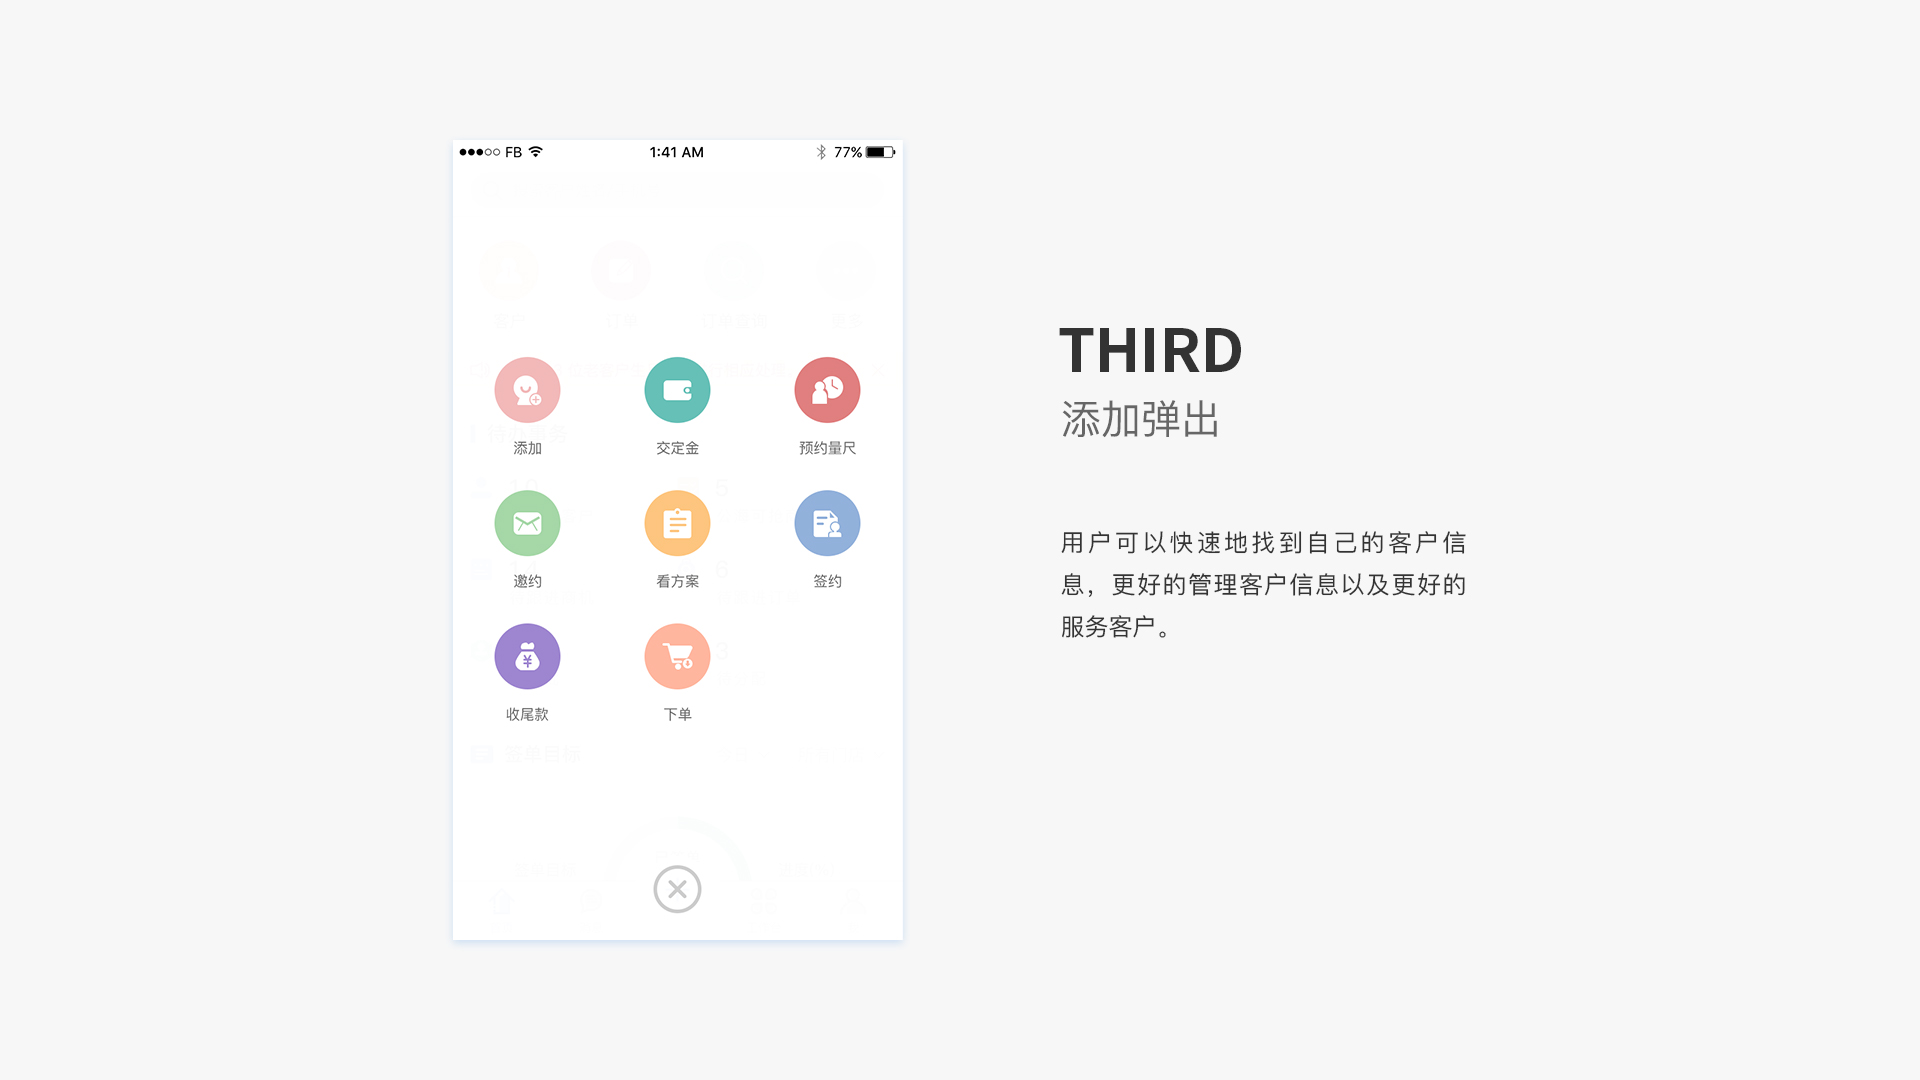 FB
1:41 AM
77%
添加
交定金
预约量尺
邀约
看方案
签约
收尾款
下单
THIRD
添加弹出
用户可以快速地找到自己的客户信
息，更好的管理客户信息以及更好的
服务客户。